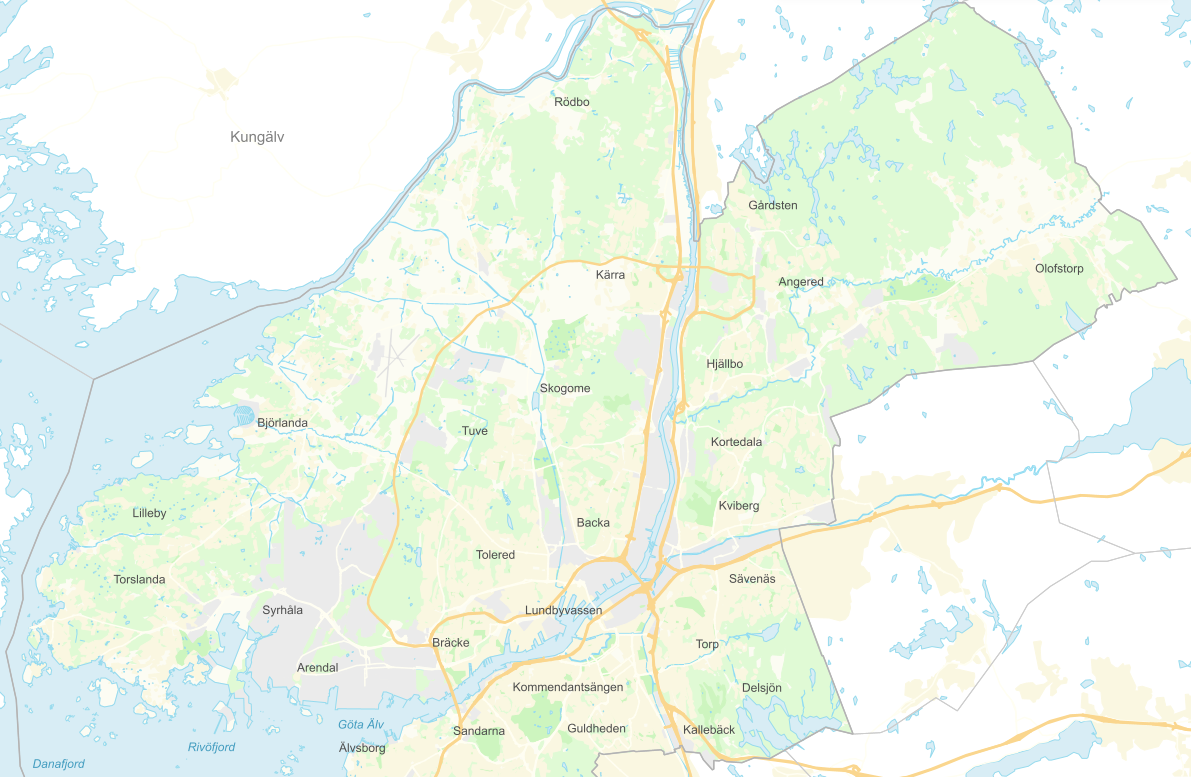 Rödbo
Kungälv
Gårdsten
Olofstorp
Kärra
Angered
Hjällbo
Skogome
Björlanda
Tuve
Kortedala
Kviberg
Lilleby
Backa
Tolered
Torslanda
Sävenäs
Syrhåla
Lundbyvassen
Bräcke
Torp
Arendal
Kommendantsängen
Delsjön
Göta Älv
Sandarna
Guldheden
Kallebäck
Rivöfjord
Älvsborg
Danafjord